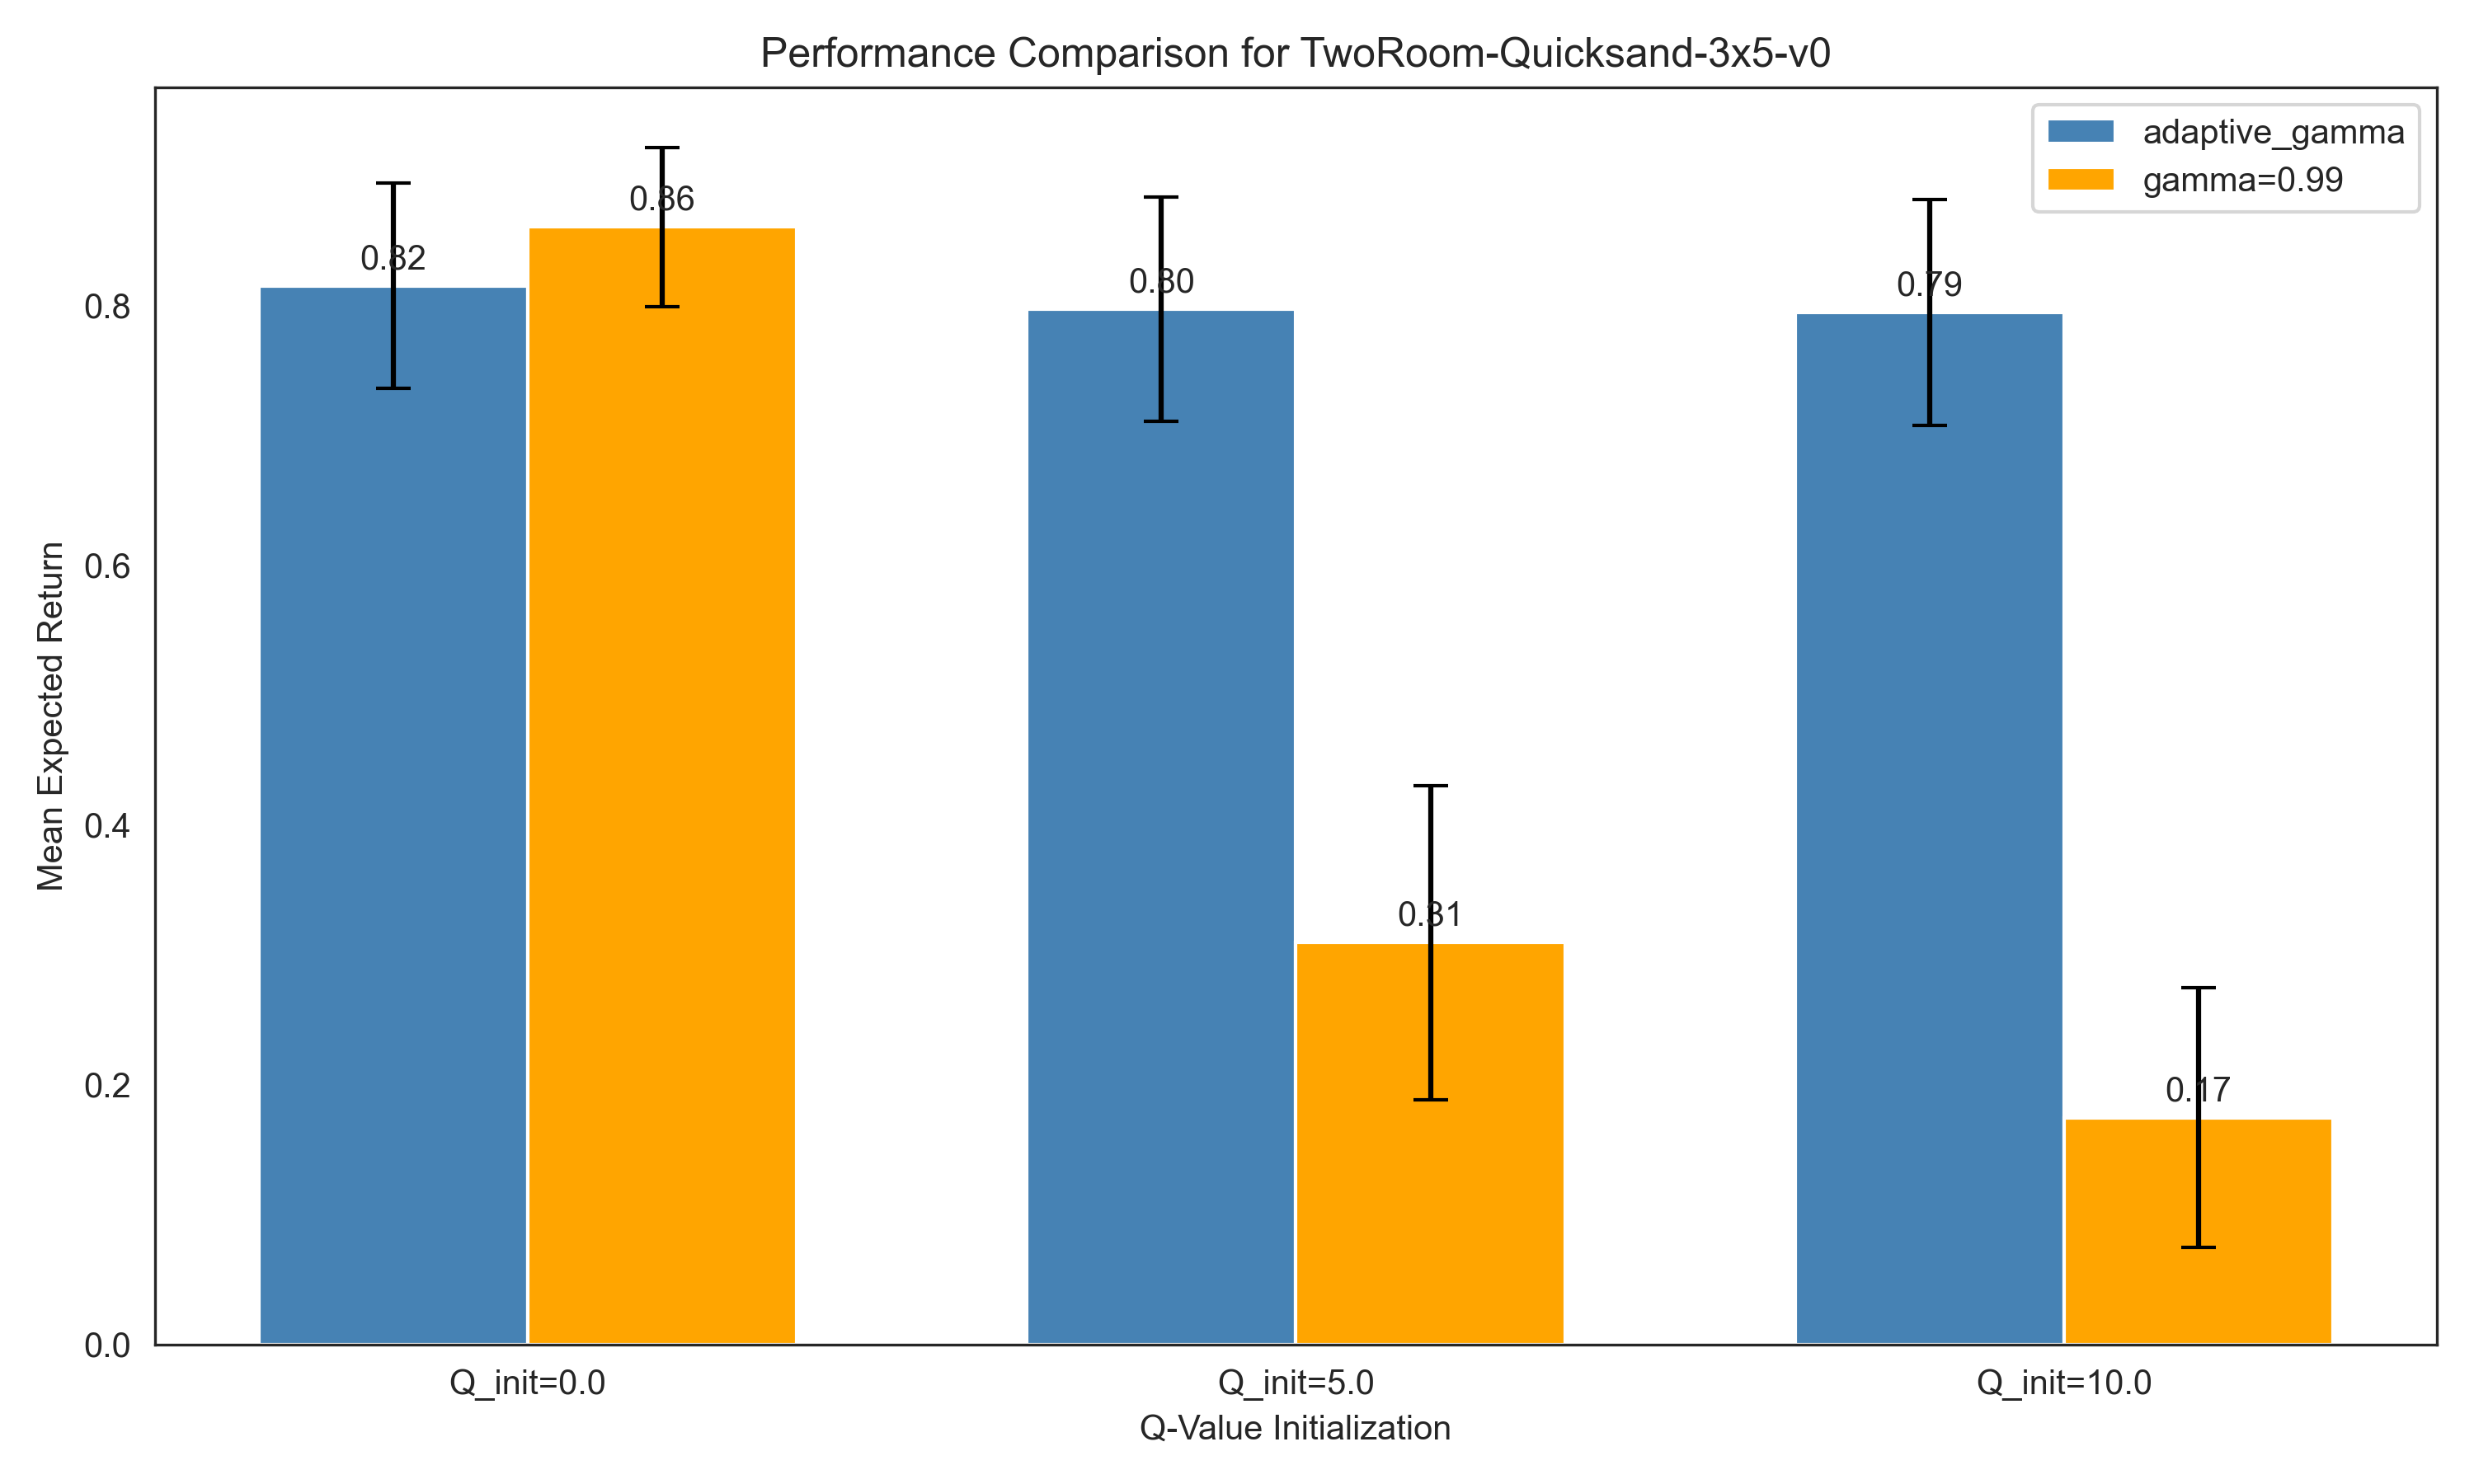 Performance Comparison for TwoRoom-Quicksand-3x5-v0
adaptive_gamma
gamma=0.99
0.82
0.86
0.80
0.79
0.31
0.17
Mean Expected Return
0.8
0.6
0.4
0.2
0.0
Q_init=0.0
Q_init=5.0
Q_init=10.0
Q-Value Initialization